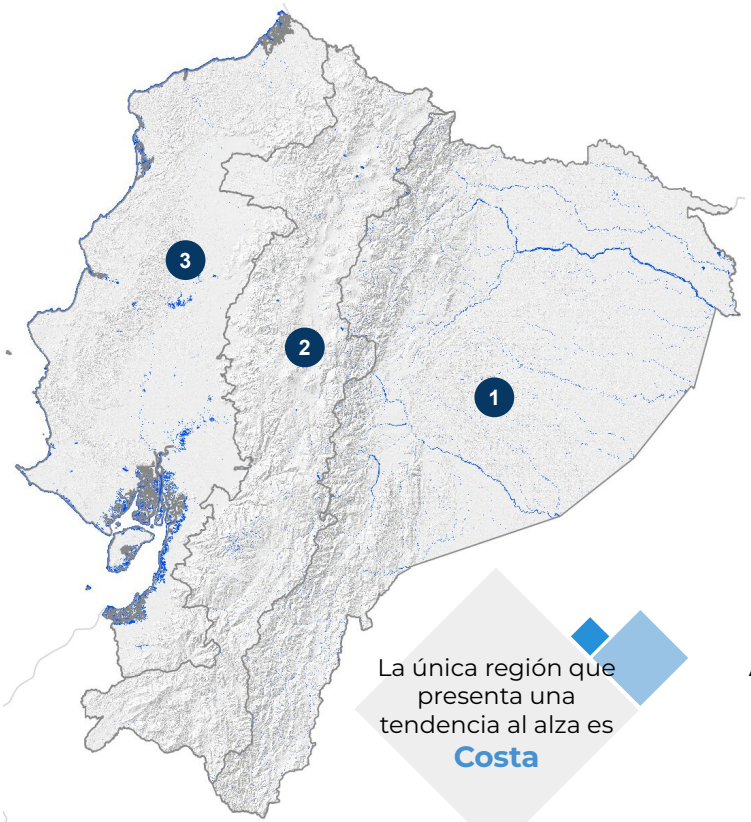 3
2
1
La única región que
presenta una
tendencia al alza es
Costa